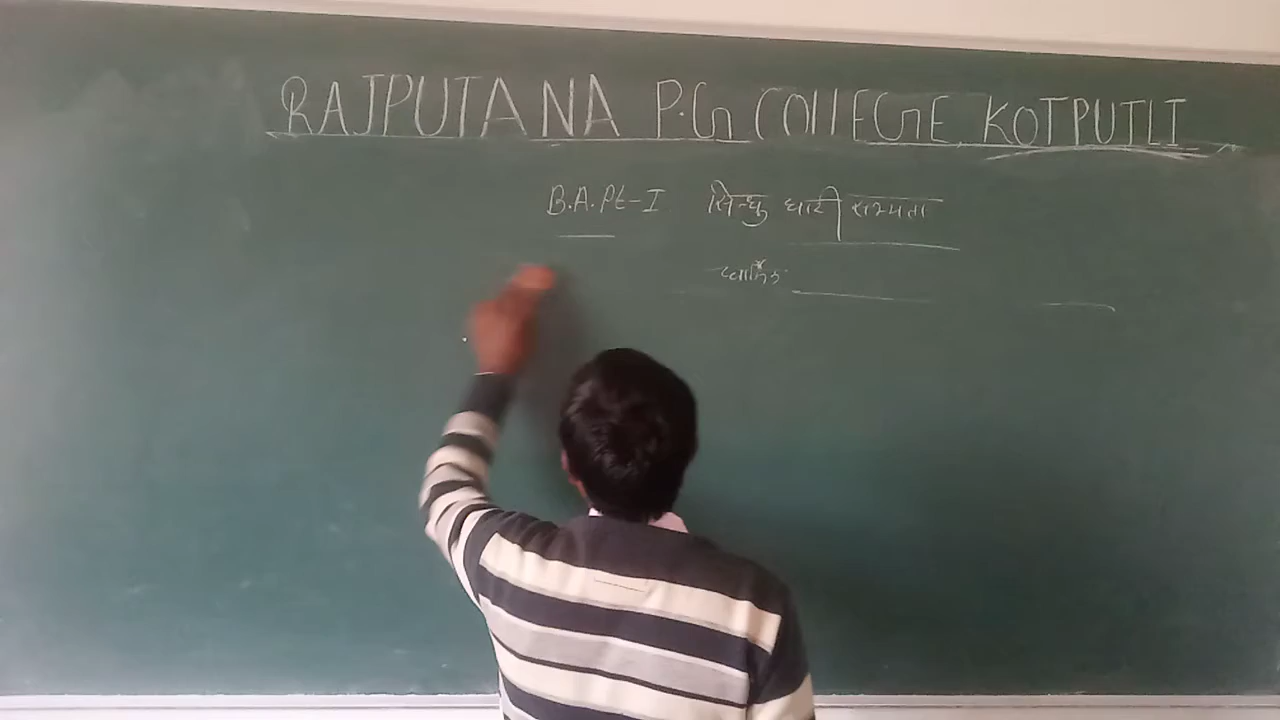 RAJPUTANA P.G COllEGE KOTPUTLI
B.A. Pt-I सिन्धु घाटी सभ्यता